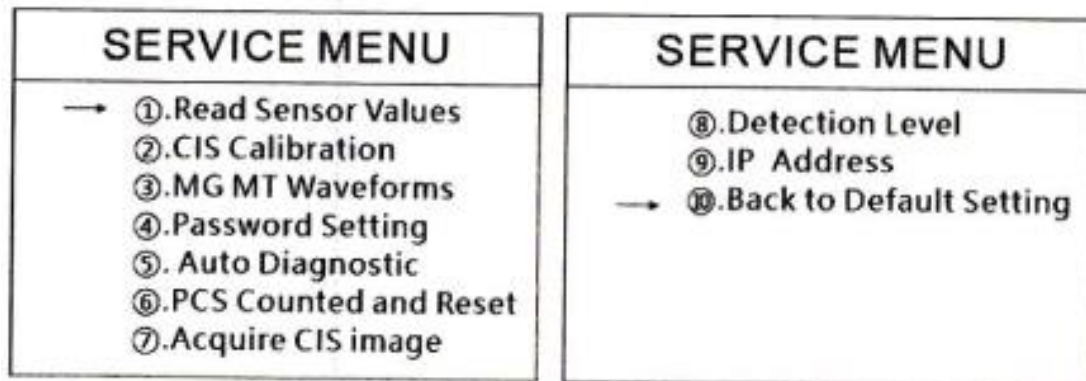 SERVICE MENU
→ ①.Read Sensor Values
②.CIS Calibration
③.MG MT Waveforms
④.Password Setting
⑤. Auto Diagnostic
⑥.PCS Counted and Reset
⑦.Acquire CIS image
SERVICE MENU
⑧.Detection Level
⑨.IP Address
→ ⑩.Back to Default Setting